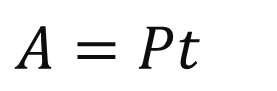 A = Pt